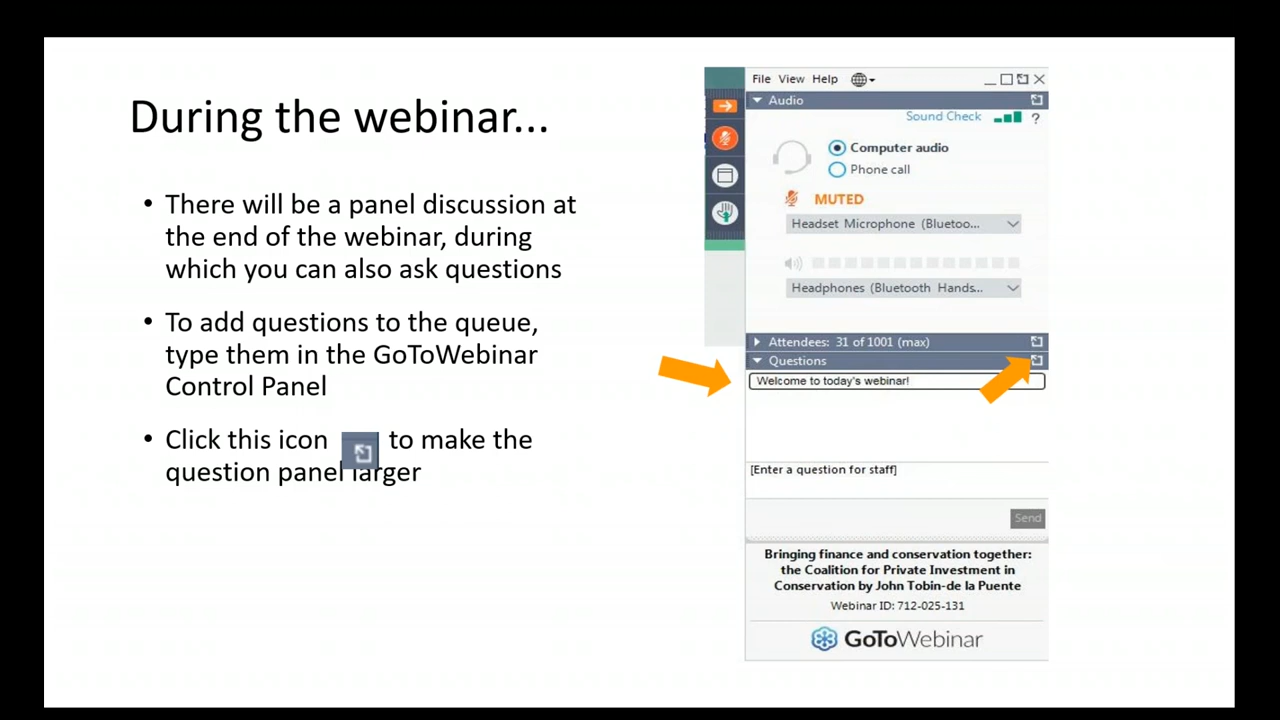 During the webinar...
• There will be a panel discussion at
the end of the webinar, during
which you can also ask questions
• To add questions to the queue,
type them in the GoToWebinar
Control Panel
• Click this icon to make the
question panel larger
File View Help
Audio
Sound Check ?
Computer audio
Phone call
MUTED
Headset Microphone (Bluetoo...
Headphones (Bluetooth Hands...
Attendees: 31 of 1001 (max)
Questions
Welcome to today's webinar!
[Enter a question for staff]
Send
Bringing finance and conservation together:
the Coalition for Private Investment in
Conservation by John Tobin-de la Puente
Webinar ID: 712-025-131
GoToWebinar